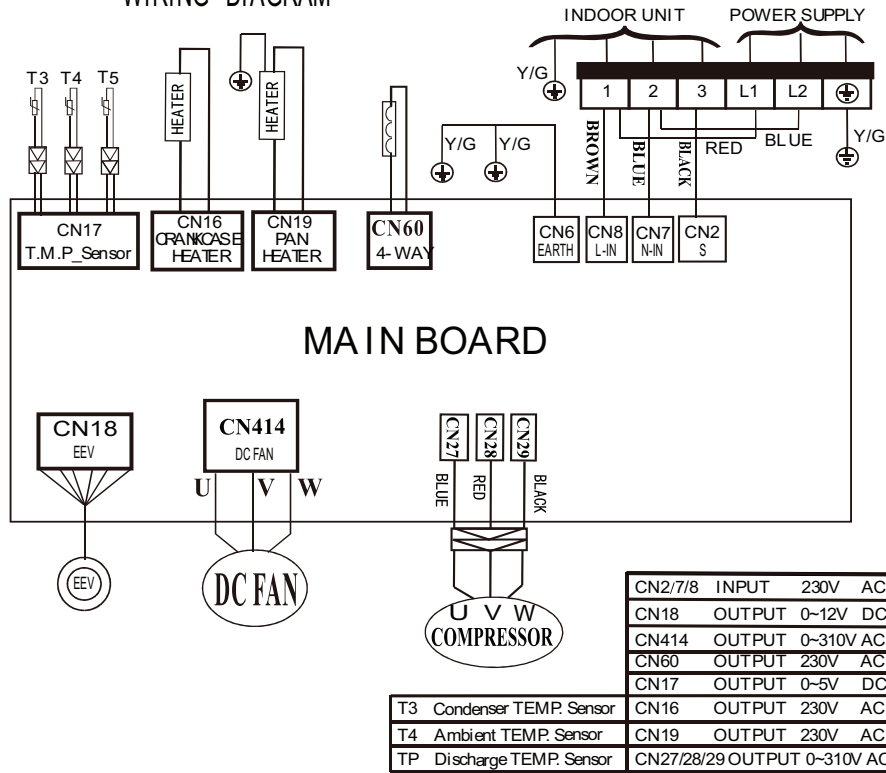 WIRING DIAGRAM
INDOOR UNIT POWER SUPPLY
T3 T4 T5
HEATER
HEATER
Y/G
1 2 3 L1 L2
Y/G Y/G
BROWN
BLUE
BLACK
RED
BLUE
Y/G
CN17
T.M.P_Sensor
CN16
CRANKCASE
HEATER
CN19
PAN
HEATER
CN60
4-WAY
CN6
EARTH
CN8
L-IN
CN7
N-IN
CN2
S
MAIN BOARD
CN18
EEV
CN414
DC FAN
CN27
CN28
CN29
U V W
BLUE
RED
BLACK
EEV
DC FAN
U V W
COMPRESSOR
CN2/7/8 INPUT 230V AC
CN18 OUTPUT 0~12V DC
CN414 OUTPUT 0~310V AC
CN60 OUTPUT 230V AC
CN17 OUTPUT 0~5V DC
T3 Condenser TEMP. Sensor CN16 OUTPUT 230V AC
T4 Ambient TEMP. Sensor CN19 OUTPUT 230V AC
TP Discharge TEMP. Sensor CN27/28/29 OUTPUT 0~310V AC